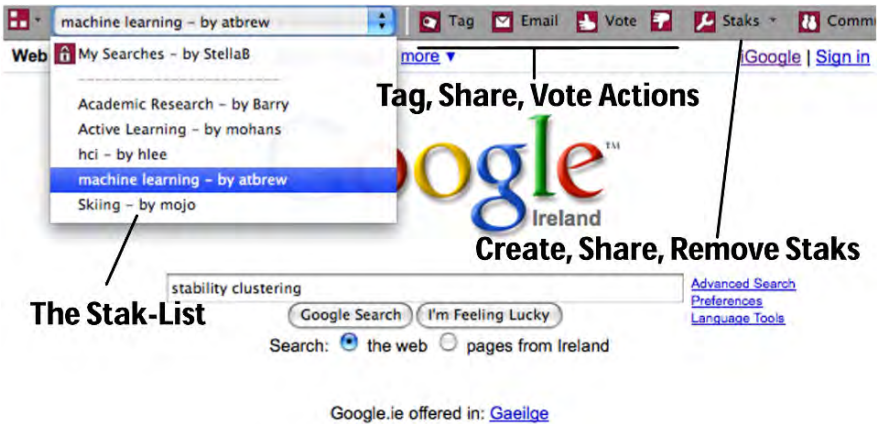 machine learning – by atbrew Tag Email Vote Staks Commu
Web more ▼ iGoogle | Sign in
My Searches – by StellaB
Academic Research – by Barry
Active Learning – by mohans
hci – by hlee
machine learning – by atbrew
Skiing – by mojo
Tag, Share, Vote Actions
oogle™
Ireland
Create, Share, Remove Staks
The Stak-List
stability clustering
Advanced Search
Preferences
Language Tools
Google Search I'm Feeling Lucky
Search: the web pages from Ireland
Google.ie offered in: Gaeilge